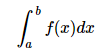 ∫_a^b f(x)dx